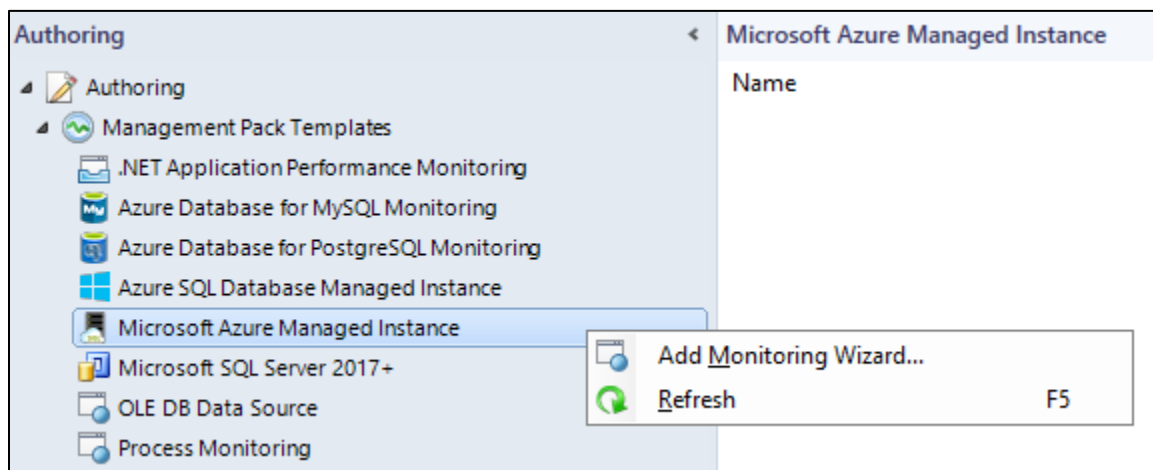 Authoring
Authoring
Management Pack Templates
.NET Application Performance Monitoring
Azure Database for MySQL Monitoring
Azure Database for PostgreSQL Monitoring
Azure SQL Database Managed Instance
Microsoft Azure Managed Instance
Microsoft SQL Server 2017+
OLE DB Data Source
Process Monitoring
Microsoft Azure Managed Instance
Name
Add Monitoring Wizard...
Refresh F5